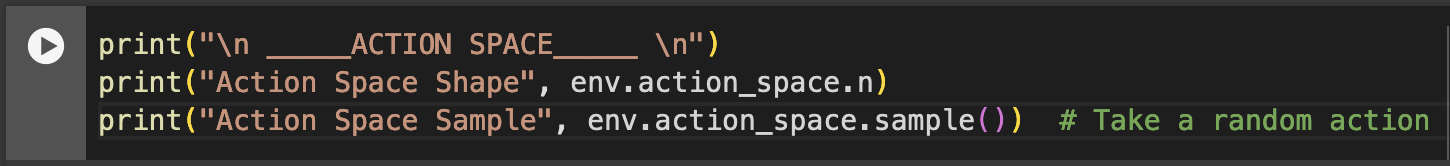 print("\n _____ACTION SPACE_____ \n")
print("Action Space Shape", env.action_space.n)
print("Action Space Sample", env.action_space.sample())  # Take a random action